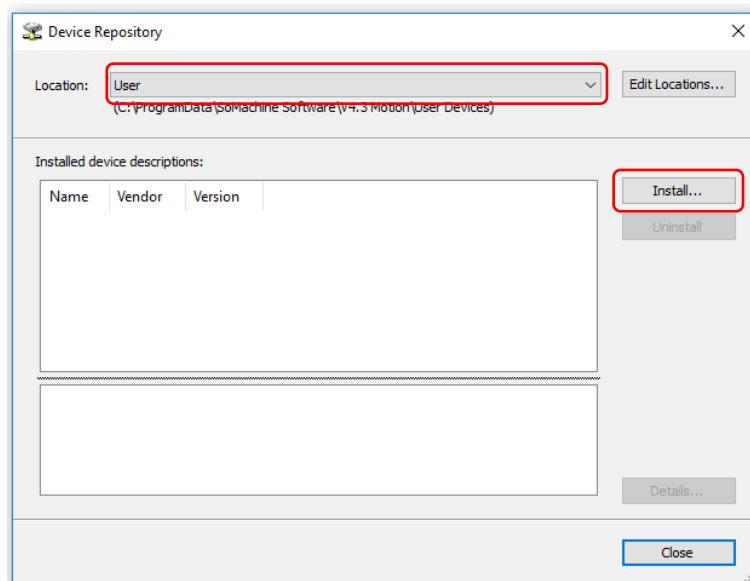 Device Repository
Location: User Edit Locations...
(C:\ProgramData\SoMachine Software\V4.3 Motion\User Devices)
Installed device descriptions:
Name Vendor Version
Install...
Uninstall
Details...
Close